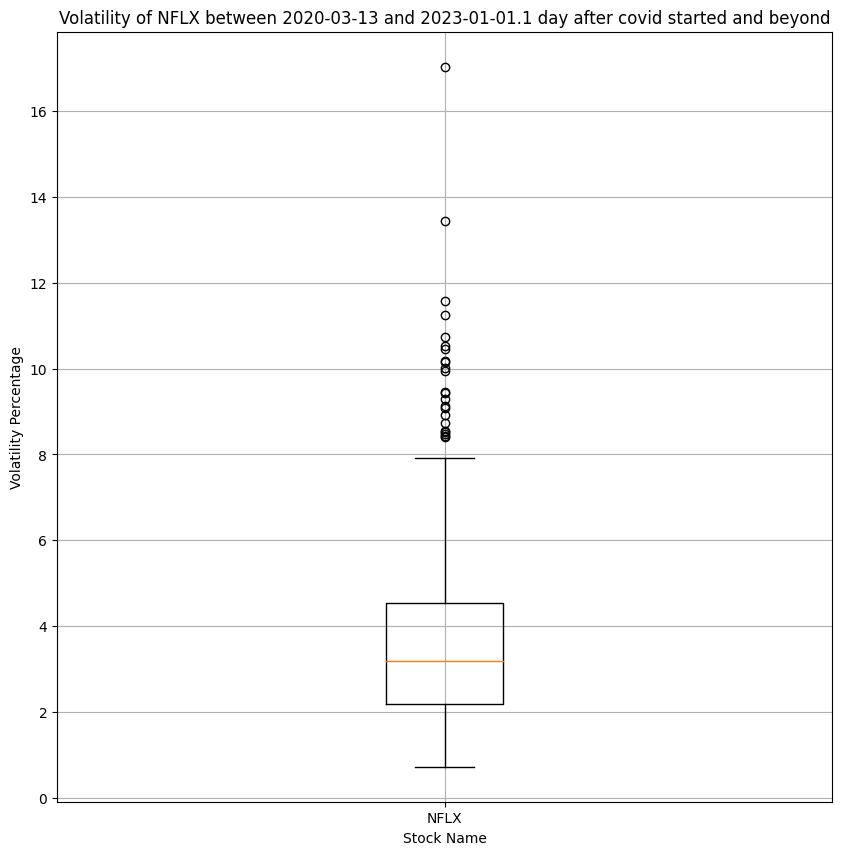 Volatility of NFLX between 2020-03-13 and 2023-01-01.1 day after covid started and beyond
16
14
12
10
8
6
4
2
0
Volatility Percentage
NFLX
Stock Name